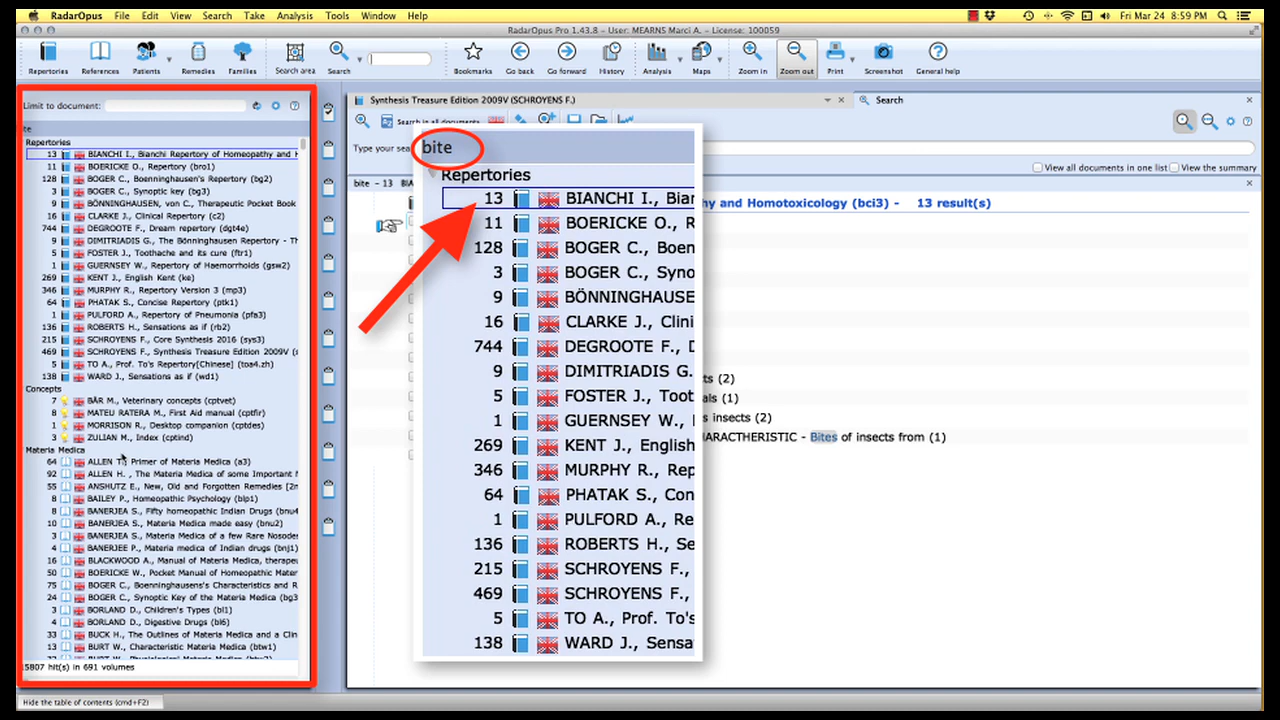 RadarOpus File Edit View Search Take Analysis Tools Window Help Fri Mar 24 8:59 PM
RadarOpus Pro 1.43.8 - User: MEARNS Marci A. - License: 100059
Repertories References Patients Remedies Families Search area Search Bookmarks Go back Go forward History Analysis Maps Zoom in Zoom out Print Screenshot General help
Limit to document:
Synthesis Treasure Edition 2009V (SCHROYENS F.)
Search
Search in all documents
Type your sea
View all documents in one list View the summary
bite - 13 BIA
hy and Homotoxicology (bci3) - 13 result(s)
ts (2)
als (1)
s insects (2)
HARACTHERISTIC - Bites of insects from (1)
te
Repertories
13 BIANCHI I., Bianchi Repertory of Homeopathy and H
11 BOERICKE O., Repertory (bro1)
128 BOGER C., Boenninghausen's Repertory (bg2)
3 BOGER C., Synoptic key (bg3)
9 BÖNNINGHAUSEN, von C., Therapeutic Pocket Book
16 CLARKE J., Clinical Repertory (c2)
744 DEGROOTE F., Dream repertory (dgt4e)
9 DIMITRIADIS G., The Bönninghausen Repertory - Th
5 FOSTER J., Toothache and its cure (ftr1)
1 GUERNSEY W., Repertory of Haemorrholds (gsw2)
269 KENT J., English Kent (ke)
346 MURPHY R., Repertory Version 3 (mp3)
64 PHATAK S., Concise Repertory (ptk1)
1 PULFORD A., Repertory of Pneumonia (pfa3)
136 ROBERTS H., Sensations as if (rb2)
215 SCHROYENS F., Core Synthesis 2016 (sys3)
469 SCHROYENS F., Synthesis Treasure Edition 2009V (s
5 TO A., Prof. To's Repertory[Chinese] (toa4.zh)
138 WARD J., Sensations as if (wd1)
Concepts
7 BÄR M., Veterinary concepts (cptvet)
8 MATEU RATERA M., First Aid manual (cptfir)
1 MORRISON R., Desktop companion (cptdes)
3 ZULIAN M., Index (cptind)
Materia Medica
64 ALLEN T., Primer of Materia Medica (a3)
92 ALLEN H. , The Materia Medica of some Important N
55 ANSHUTZ E., New, Old and Forgotten Remedies [2n
8 BAILEY P., Homeopathic Psychology (blp1)
8 BANERJEA S., Fifty homeopathic Indian Drugs (bnu4
10 BANERJEA S., Materia Medica made easy (bnu2)
3 BANERJEA S., Materia Medica of a few Rare Nosodes
4 BANERJEE P., Materia medica of Indian drugs (bnj1)
16 BLACKWOOD A., Manual of Materia Medica, therapeu
50 BOERICKE W., Pocket Manual of Homeopathic Mater
75 BOGER C., Boenninghausens's Characteristics and R
24 BOGER C., Synoptic Key of the Materia Medica (bg3
3 BORLAND D., Children's Types (bl1)
4 BORLAND D., Digestive Drugs (bl6)
33 BUCK H., The Outlines of Materia Medica and a Clin
13 BURT W., Characteristic Materia Medica (btw1)
5807 hit(s) in 691 volumes
bite
Repertories
13 BIANCHI I., Bian
11 BOERICKE O., R
128 BOGER C., Boen
3 BOGER C., Syno
9 BÖNNINGHAUSE
16 CLARKE J., Clini
744 DEGROOTE F., D
9 DIMITRIADIS G.
5 FOSTER J., Toot
1 GUERNSEY W., 
269 KENT J., English
346 MURPHY R., Rep
64 PHATAK S., Con
1 PULFORD A., Re
136 ROBERTS H., Se
215 SCHROYENS F.,
469 SCHROYENS F.,
5 TO A., Prof. To's
138 WARD J., Sensa
Hide the table of contents (cmd+F2)